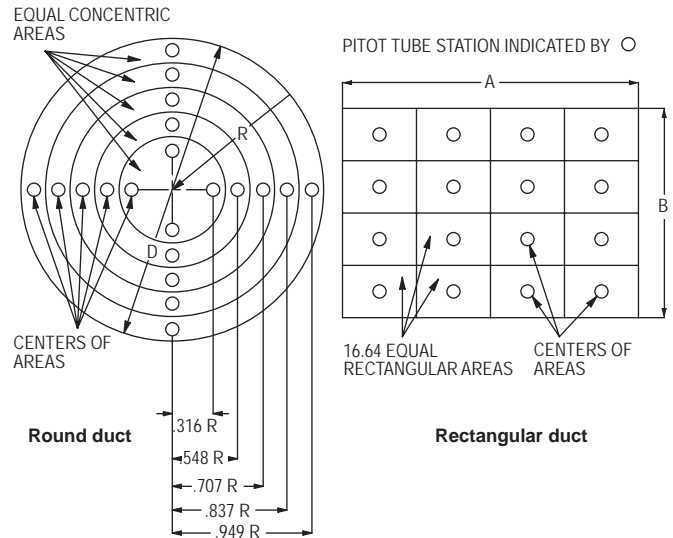 EQUAL CONCENTRIC
AREAS
PITOT TUBE STATION INDICATED BY
A
R
B
D
CENTERS OF
AREAS
16.64 EQUAL
RECTANGULAR AREAS
CENTERS OF
AREAS
Round duct
Rectangular duct
.316 R
.548 R
.707 R
.837 R
.949 R